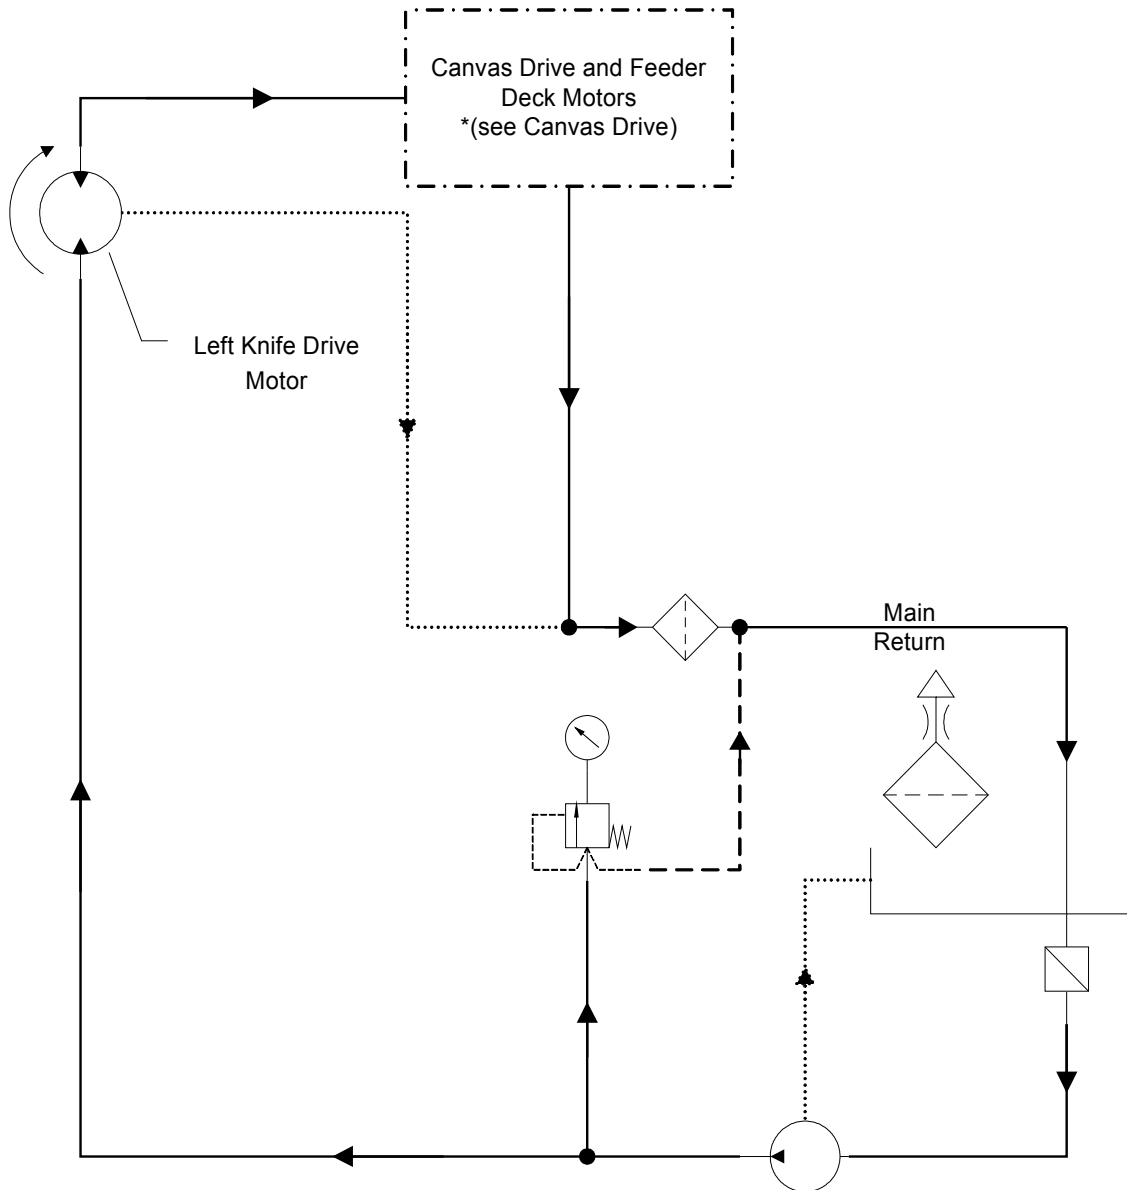 Canvas Drive and Feeder
Deck Motors
*(see Canvas Drive)
Left Knife Drive
Motor
Main
Return